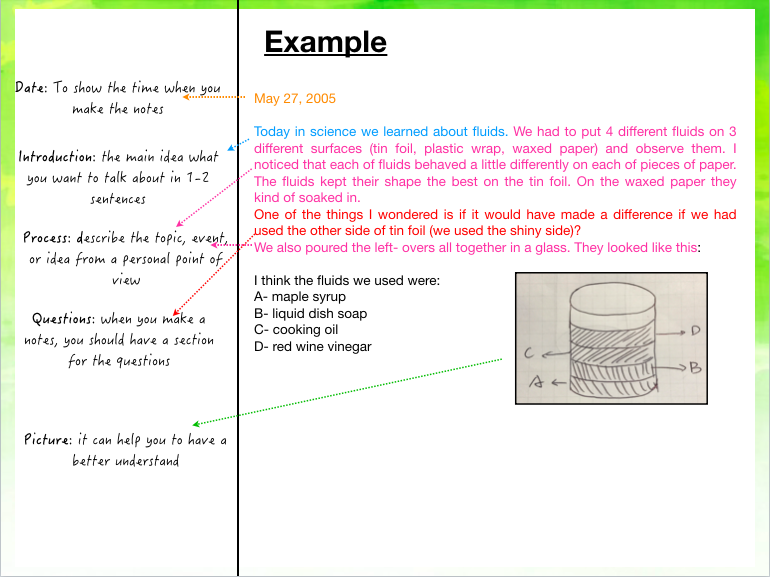 Example
Date: To show the time when you
make the notes
Introduction: the main idea what
you want to talk about in 1-2
sentences
Process: describe the topic, event,
or idea from a personal point of
view
Questions: when you make a
notes, you should have a section
for the questions
Picture: it can help you to have a
better understand
May 27, 2005
Today in science we learned about fluids. We had to put 4 different fluids on 3
different surfaces (tin foil, plastic wrap, waxed paper) and observe them. I
noticed that each of fluids behaved a little differently on each of pieces of paper.
The fluids kept their shape the best on the tin foil. On the waxed paper they
kind of soaked in.
One of the things I wondered is if it would have made a difference if we had
used the other side of tin foil (we used the shiny side)?
We also poured the left- overs all together in a glass. They looked like this:
I think the fluids we used were:
A- maple syrup
B- liquid dish soap
C- cooking oil
D- red wine vinegar
D
C
B
A